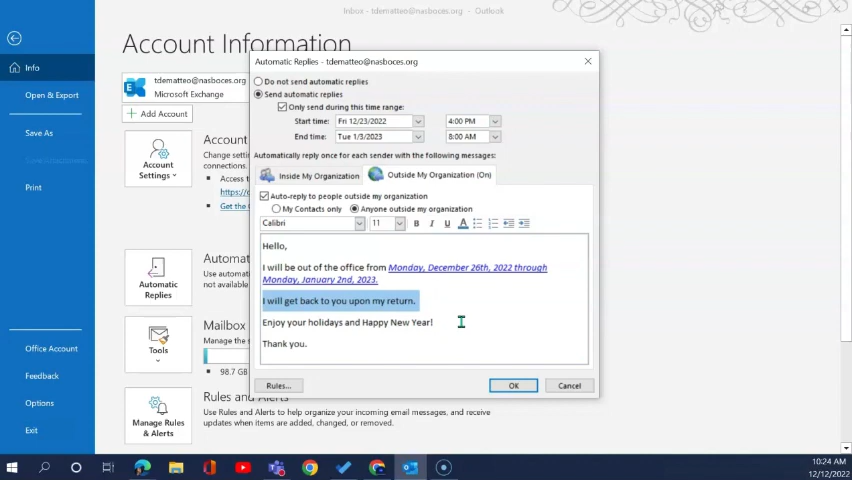 Inbox - tdematteo@nasboces.org - Outlook
Account Information
Info
Open & Export
Save As
Print
Office Account
Feedback
Options
Exit
tdematteo@nasboces.org
Microsoft Exchange
Add Account
Account Settings
Account
Change setti
connections.
Access t
https://c
Get the
Automatic Replies
Automa
Use automa
not available
Tools
Mailbox
Manage the s
98.7 GB
Manage Rules & Alerts
Rules and Alerts
Use Rules and Alerts to help organize your incoming email messages, and receive
updates when items are added, changed, or removed.
Automatic Replies - tdematteo@nasboces.org
Do not send automatic replies
Send automatic replies
Only send during this time range:
Start time: Fri 12/23/2022 4:00 PM
End time: Tue 1/3/2023 8:00 AM
Automatically reply once for each sender with the following messages:
Inside My Organization Outside My Organization (On)
Auto-reply to people outside my organization
My Contacts only Anyone outside my organization
Calibri 11 B I U A
Hello,
I will be out of the office from Monday, December 26th, 2022 through
Monday, January 2nd, 2023.
I will get back to you upon my return.
Enjoy your holidays and Happy New Year!
Thank you.
Rules... OK Cancel
10:24 AM
12/12/2022